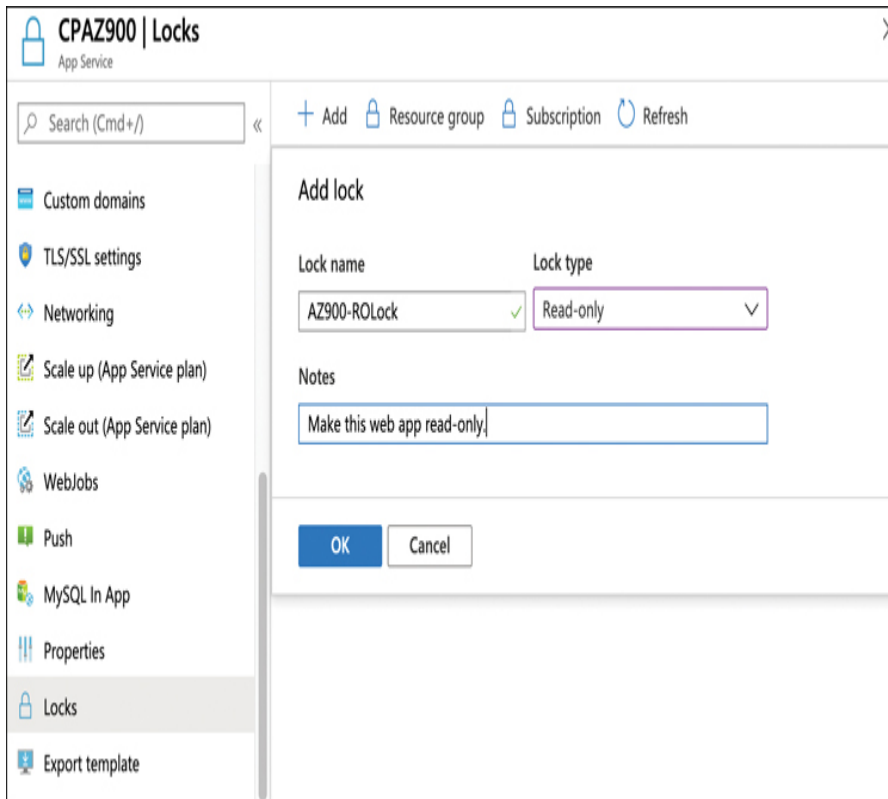 CPAZ900 | Locks
App Service
Search (Cmd+/)
«
Custom domains
TLS/SSL settings
Networking
Scale up (App Service plan)
Scale out (App Service plan)
WebJobs
Push
MySQL In App
Properties
Locks
Export template
Add
Resource group
Subscription
Refresh
Add lock
Lock name
Lock type
AZ900-ROLock
Read-only
Notes
Make this web app read-only.
OK
Cancel